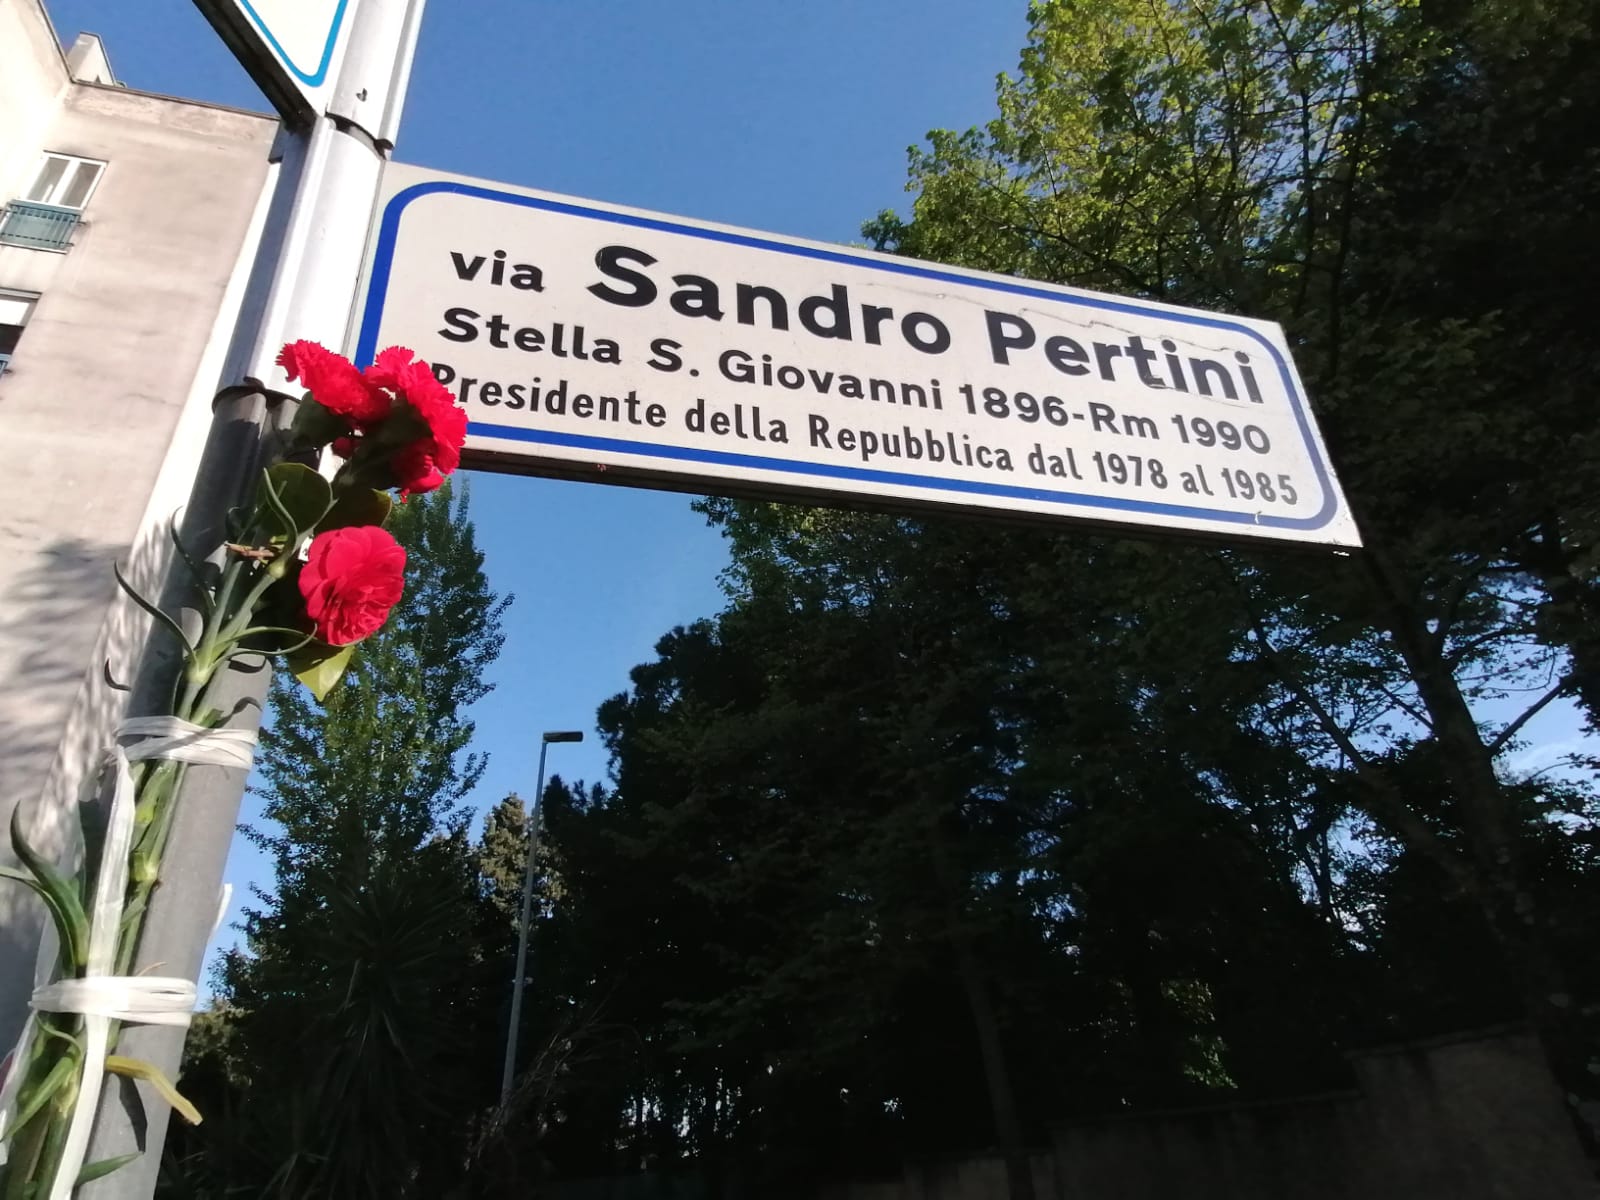 via Sandro Pertini
Stella S. Giovanni 1896-Rm 1990
Presidente della Repubblica dal 1978 al 1985